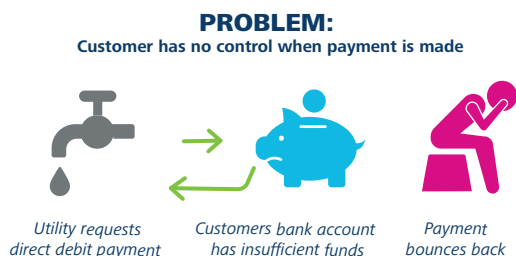 PROBLEM:
Customer has no control when payment is made
Utility requests
direct debit payment
Customers bank account
has insufficient funds
Payment
bounces back